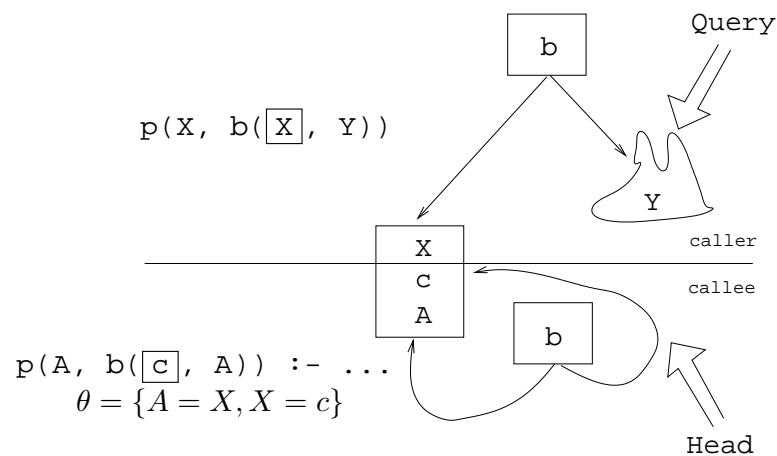 Query
b
p(X, b(X, Y))
Y
caller
X
c
callee
A
b
p(A, b(c, A)) :- ...
θ = {A = X, X = c}
Head